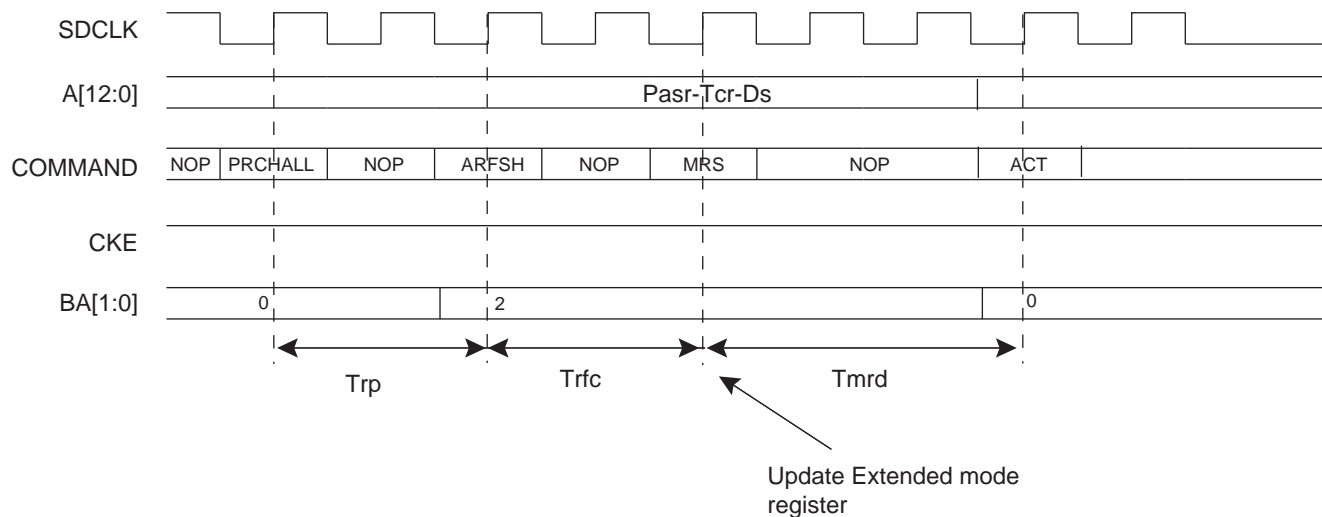 SDCLK
A[12:0]
Pasr-Tcr-Ds
COMMAND
NOP PRCHALL NOP ARFSH NOP MRS NOP ACT
CKE
BA[1:0]
0 2 0
Trp Trfc Tmrd
Update Extended mode
register